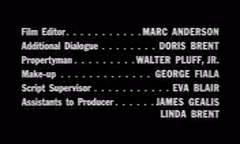 Film Editor. . . . . . . . . . .MARC ANDERSON
Additional Dialogue . . . . . . . . DORIS BRENT
Propertyman. . . . . . . . .WALTER PLUFF, JR.
Make-up . . . . . . . . . . . . . GEORGE FIALA
Script Supervisor . . . . . . . . . . . EVA BLAIR
Assistants to Producer. . . . . .JAMES GEALIS
LINDA BRENT